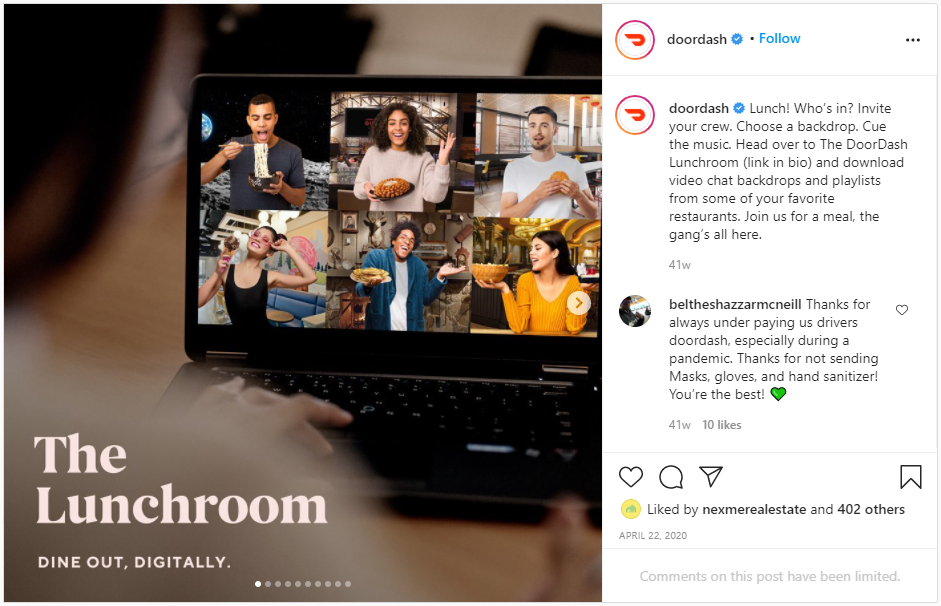 The
Lunchroom
DINE OUT, DIGITALLY.
doordash • Follow
doordash Lunch! Who's in? Invite
your crew. Choose a backdrop. Cue
the music. Head over to The DoorDash
Lunchroom (link in bio) and download
video chat backdrops and playlists
from some of your favorite
restaurants. Join us for a meal, the
gang's all here.
41w
beltheshazzarmcneill Thanks for
always under paying us drivers
doordash, especially during a
pandemic. Thanks for not sending
Masks, gloves, and hand sanitizer!
You're the best! 💚
41w 10 likes
Liked by nexmerealestate and 402 others
APRIL 22, 2020
Comments on this post have been limited.